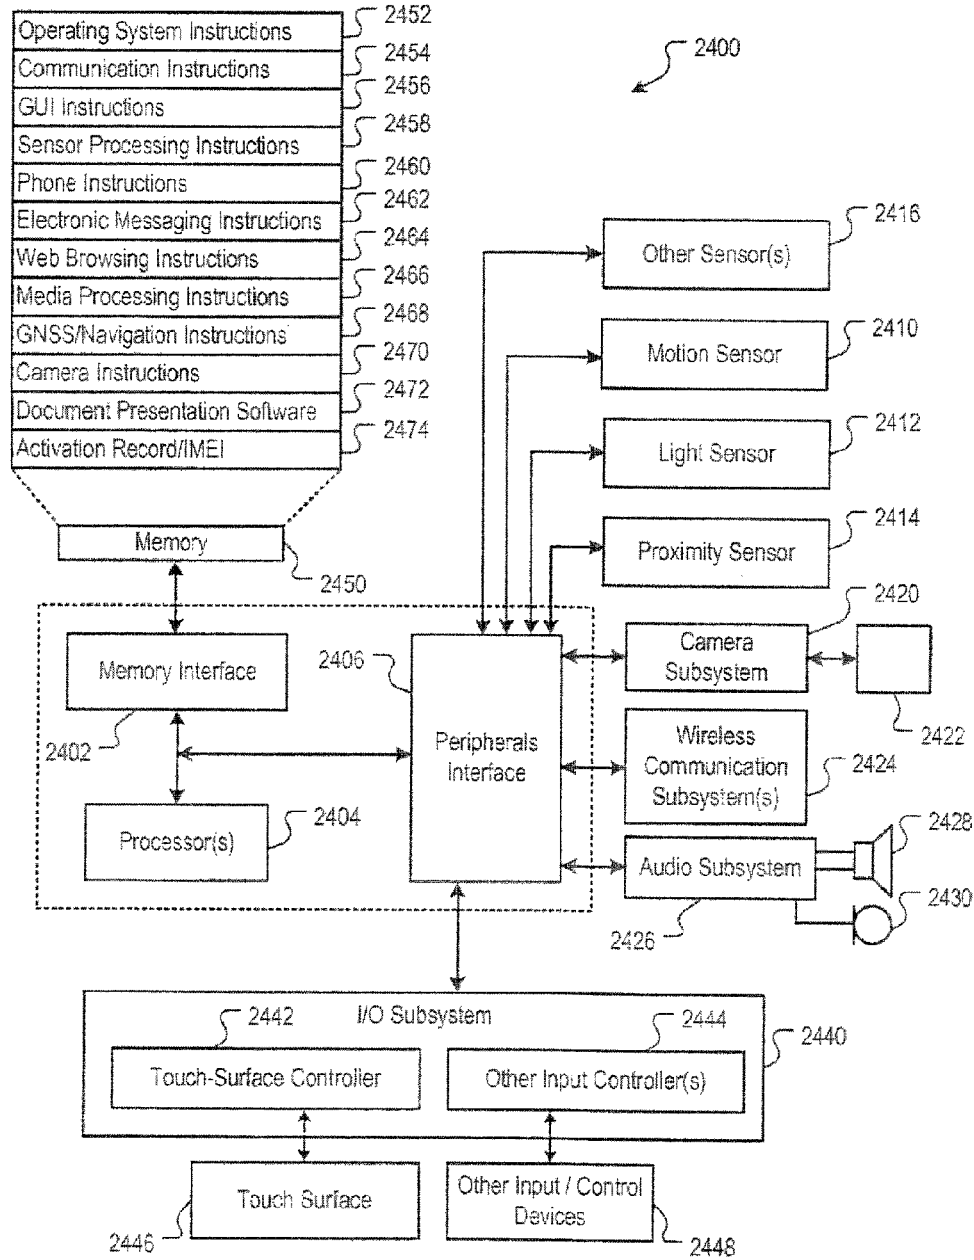 2452
Operating System Instructions
2454
Communication Instructions
2456
GUI Instructions
2458
Sensor Processing Instructions
2460
Phone Instructions
2462
Electronic Messaging Instructions
2464
Web Browsing Instructions
2466
Media Processing Instructions
2468
GNSS/Navigation Instructions
2470
Camera Instructions
2472
Document Presentation Software
2474
Activation Record/IMEI
2400
Memory
2450
Other Sensor(s)
2416
Motion Sensor
2410
Light Sensor
2412
Proximity Sensor
2414
Memory Interface
2402
Processor(s)
2404
2406
Peripherals
Interface
2420
Camera
Subsystem
2422
Wireless
Communication
Subsystem(s)
2424
Audio Subsystem
2426
2428
2430
I/O Subsystem
2440
2442
Touch-Surface Controller
2444
Other Input Controller(s)
Touch Surface
2446
Other Input / Control
Devices
2448